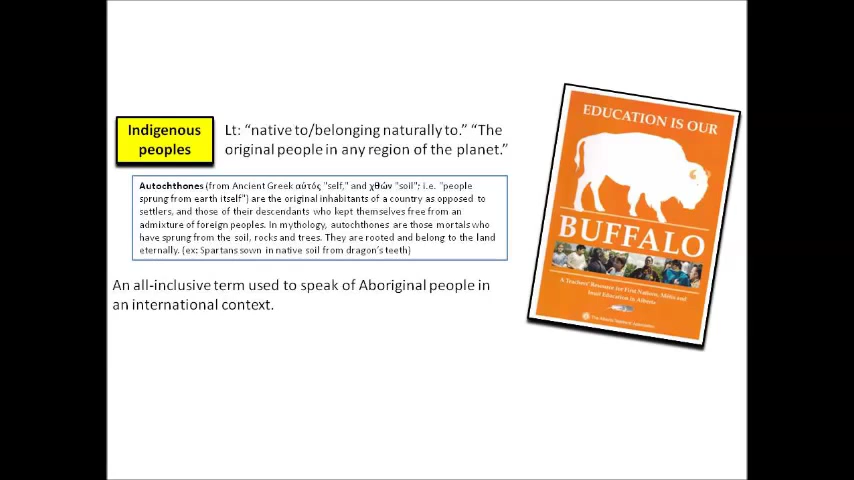 Indigenous
peoples
Lt: “native to/belonging naturally to.” “The
original people in any region of the planet.”
Autochthones (from Ancient Greek αὐτός "self," and χθών "soil"; i.e. "people
sprung from earth itself") are the original inhabitants of a country as opposed to
settlers, and those of their descendants who kept themselves free from an
admixture of foreign peoples. In mythology, autochthones are those mortals who
have sprung from the soil, rocks and trees. They are rooted and belong to the land
eternally. (ex: Spartans sown in native soil from dragon’s teeth)
An all-inclusive term used to speak of Aboriginal people in
an international context.
EDUCATION IS OUR
BUFFALO
A Teachers' Resource for First Nations, Métis and
Inuit Education in Alberta
The Alberta Teachers' Association